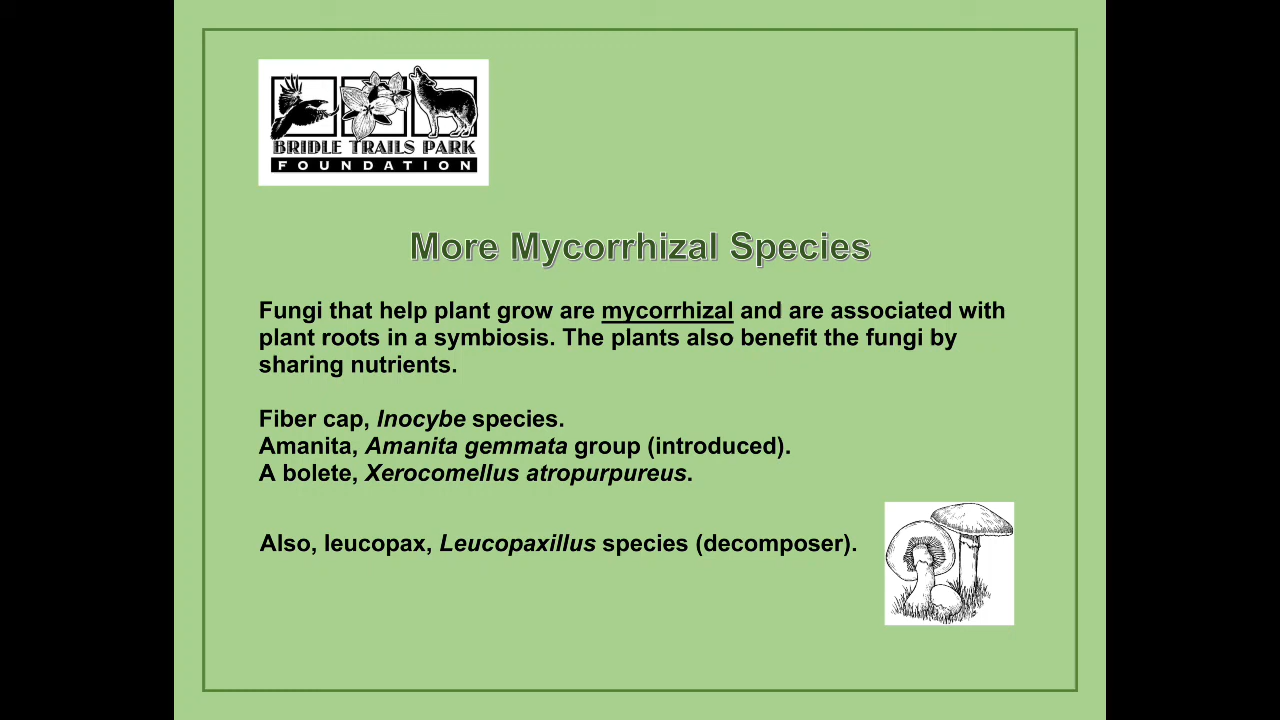 BRIDLE TRAILS PARK
FOUNDATION
More Mycorrhizal Species
Fungi that help plant grow are mycorrhizal and are associated with
plant roots in a symbiosis. The plants also benefit the fungi by
sharing nutrients.
Fiber cap, Inocybe species.
Amanita, Amanita gemmata group (introduced).
A bolete, Xerocomellus atropurpureus.
Also, leucopax, Leucopaxillus species (decomposer).